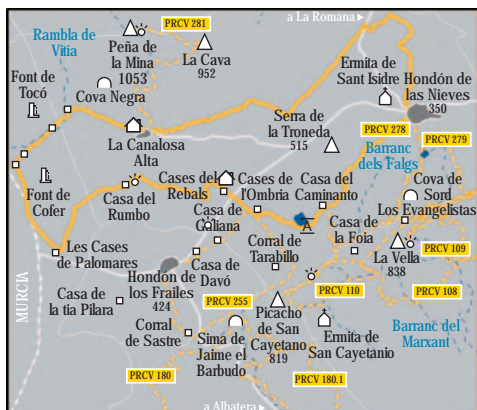 a La Romana
PRCV 281
Rambla de
Vitia
Peña de
la Mina
1053
La Cava
952
Ermita de
Sant Isidre
Hondón de
las Nieves
350
Font de
Tocó
Cova Negra
Serra de
la Troneda
515
PRCV 278
PRCV 279
La Canalosa
Alta
Barranc
dels Falgs
Font de
Cofer
Cases del
Rebals
Cases de
l'Ombria
Casa del
Caminanto
Cova de
Sord
Casa del
Rumbo
Casa de
Galiana
Los Evangelistas
A
Casa de
la Foia
Les Cases
de Palomares
Corral de
Tarabillo
PRCV 109
La Vella
838
Casa de
Davó
Hondón de
los Frailes
424
PRCV 110
PRCV 108
MURCIA
Casa de
la tia Pilara
PRCV 255
Picacho
de San
Cayetano
819
Corral
de Sastre
Sima de
Jaime el
Barbudo
Ermita de
San Cayetanio
Barranc del
Marxant
PRCV 180
PRCV 180.1
a Albatera